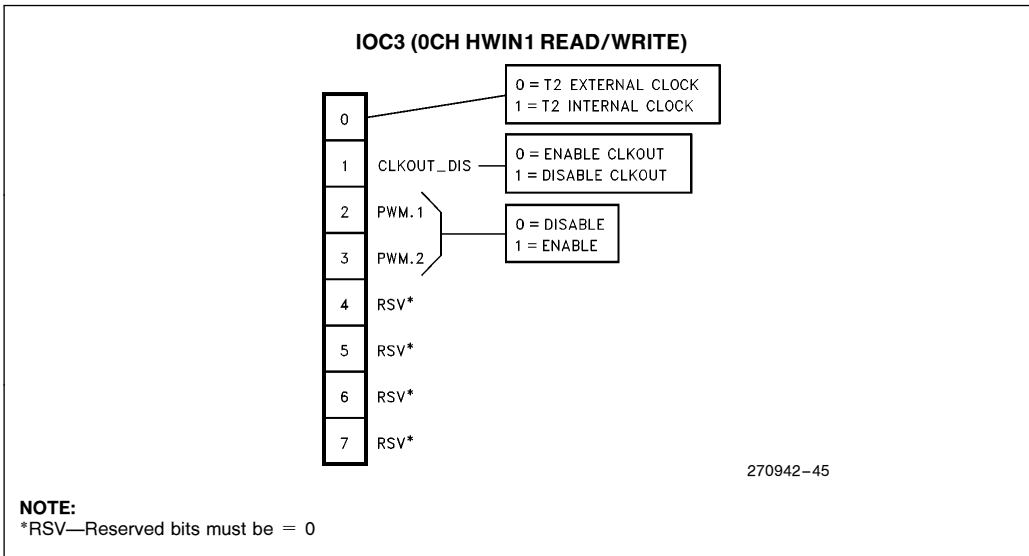 IOC3 (0CH HWIN1 READ/WRITE)
0 = T2 EXTERNAL CLOCK
1 = T2 INTERNAL CLOCK
0
1 CLKOUT_DIS
0 = ENABLE CLKOUT
1 = DISABLE CLKOUT
2 PWM.1
3 PWM.2
0 = DISABLE
1 = ENABLE
4 RSV*
5 RSV*
6 RSV*
7 RSV*
270942–45
NOTE:
*RSV—Reserved bits must be = 0